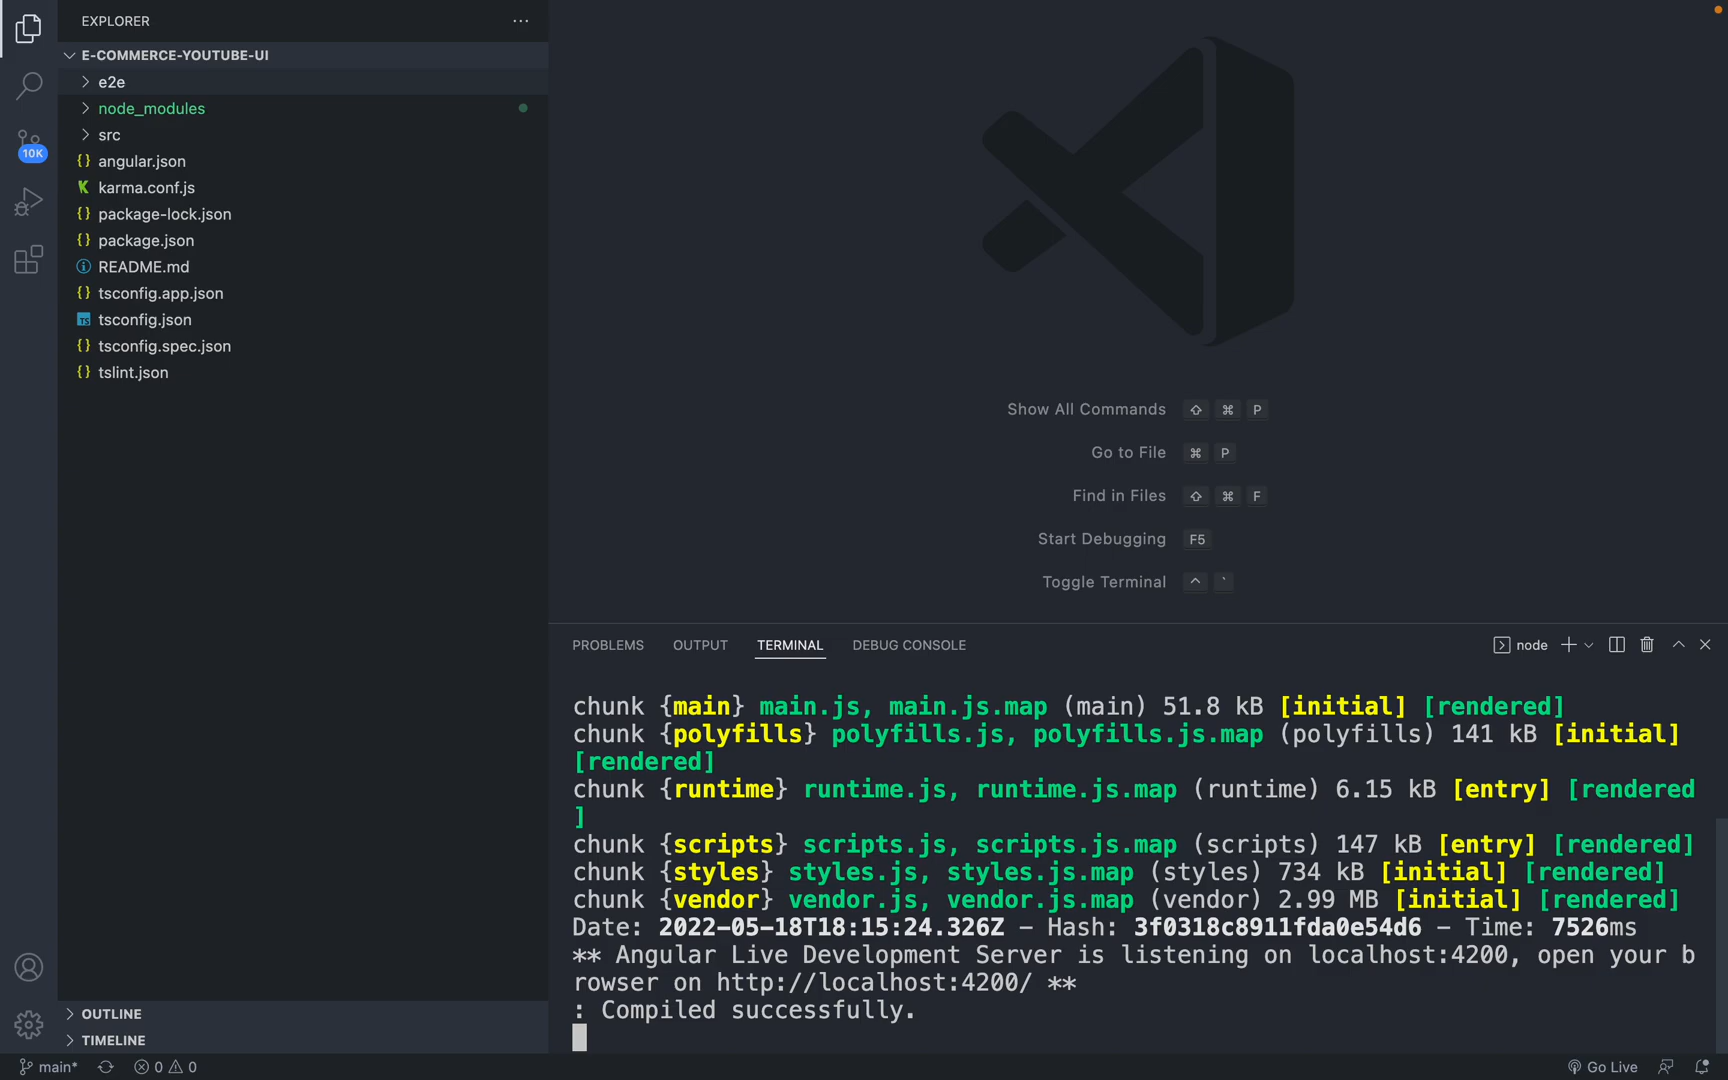 EXPLORER
E-COMMERCE-YOUTUBE-UI
e2e
node_modules
src
{} angular.json
K karma.conf.js
{} package-lock.json
{} package.json
README.md
{} tsconfig.app.json
TS tsconfig.json
{} tsconfig.spec.json
{} tslint.json
10K
OUTLINE
TIMELINE
Show All Commands ⇧ ⌘ P
Go to File ⌘ P
Find in Files ⇧ ⌘ F
Start Debugging F5
Toggle Terminal ^ `
PROBLEMS OUTPUT TERMINAL DEBUG CONSOLE node
chunk {main} main.js, main.js.map (main) 51.8 kB [initial] [rendered]
chunk {polyfills} polyfills.js, polyfills.js.map (polyfills) 141 kB [initial]
[rendered]
chunk {runtime} runtime.js, runtime.js.map (runtime) 6.15 kB [entry] [rendered
]
chunk {scripts} scripts.js, scripts.js.map (scripts) 147 kB [entry] [rendered]
chunk {styles} styles.js, styles.js.map (styles) 734 kB [initial] [rendered]
chunk {vendor} vendor.js, vendor.js.map (vendor) 2.99 MB [initial] [rendered]
Date: 2022-05-18T18:15:24.326Z – Hash: 3f0318c8911fda0e54d6 – Time: 7526ms
** Angular Live Development Server is listening on localhost:4200, open your b
rowser on http://localhost:4200/ **
: Compiled successfully.
main* 0 0 Go Live